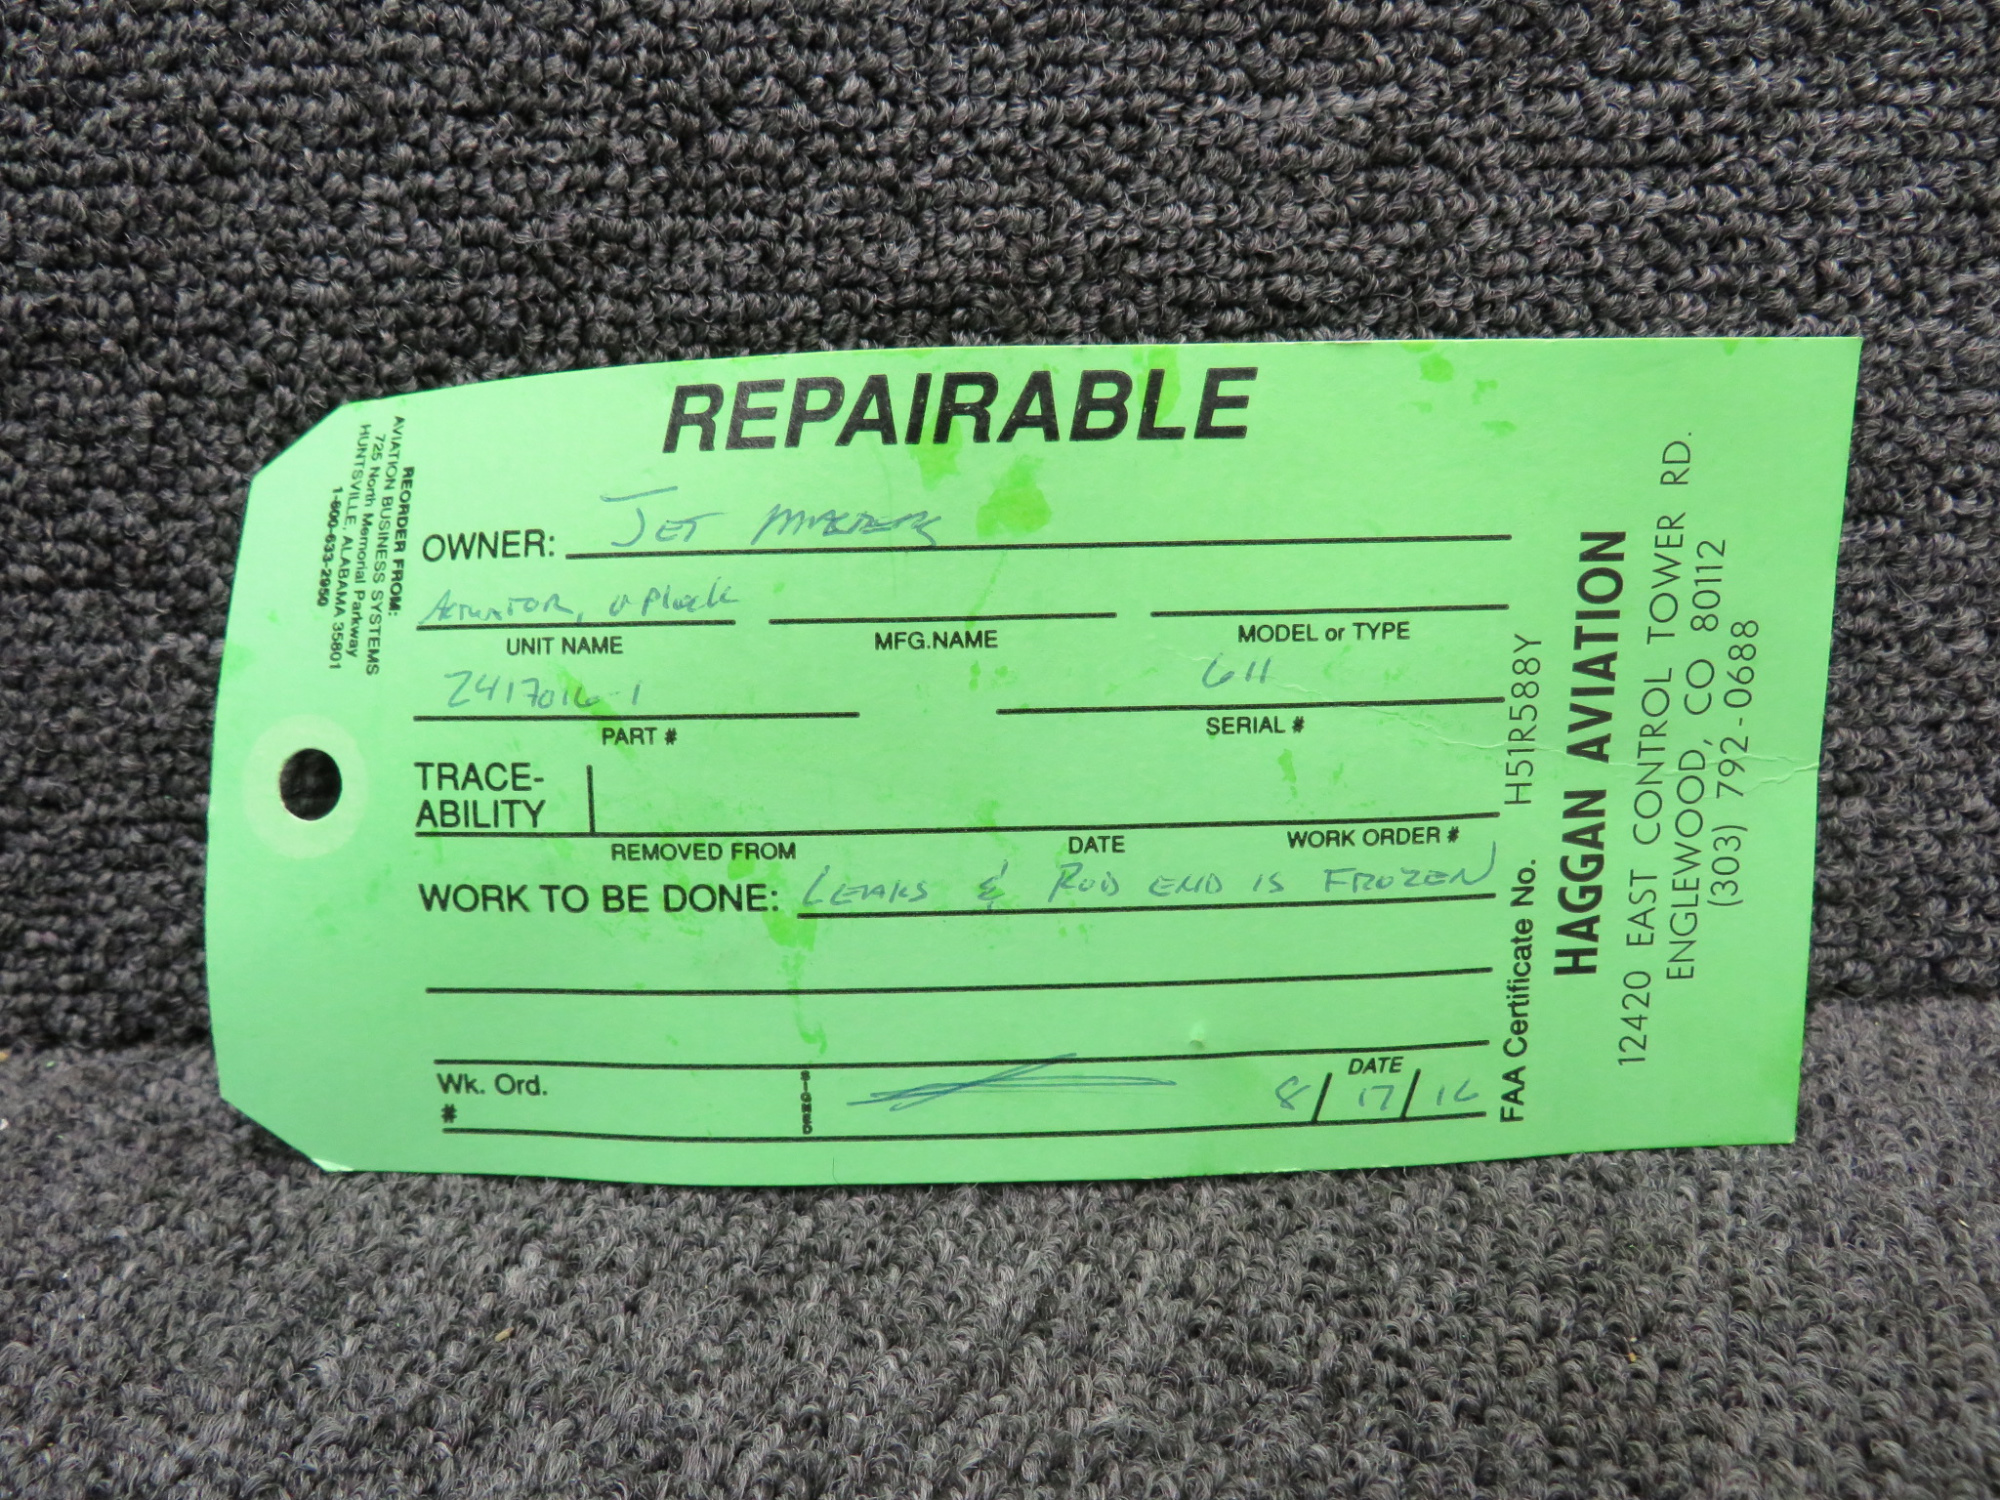 REPAIRABLE
OWNER: JET MASTERS
ACTUATOR, UPlock
UNIT NAME MFG.NAME MODEL or TYPE
2417016-1 611
PART # SERIAL #
TRACE-
ABILITY
REMOVED FROM DATE WORK ORDER #
WORK TO BE DONE: LEAKS & ROD END IS FROZEN
Wk. Ord. SIGNED DATE
# 8/17/16
REORDER FROM:
AVIATION BUSINESS SYSTEMS
725 North Memorial Parkway
HUNTSVILLE, ALABAMA 35801
1-800-633-2950
FAA Certificate No. H51R588Y
HAGGAN AVIATION
12420 EAST CONTROL TOWER RD.
ENGLEWOOD, CO 80112
(303) 792-0688